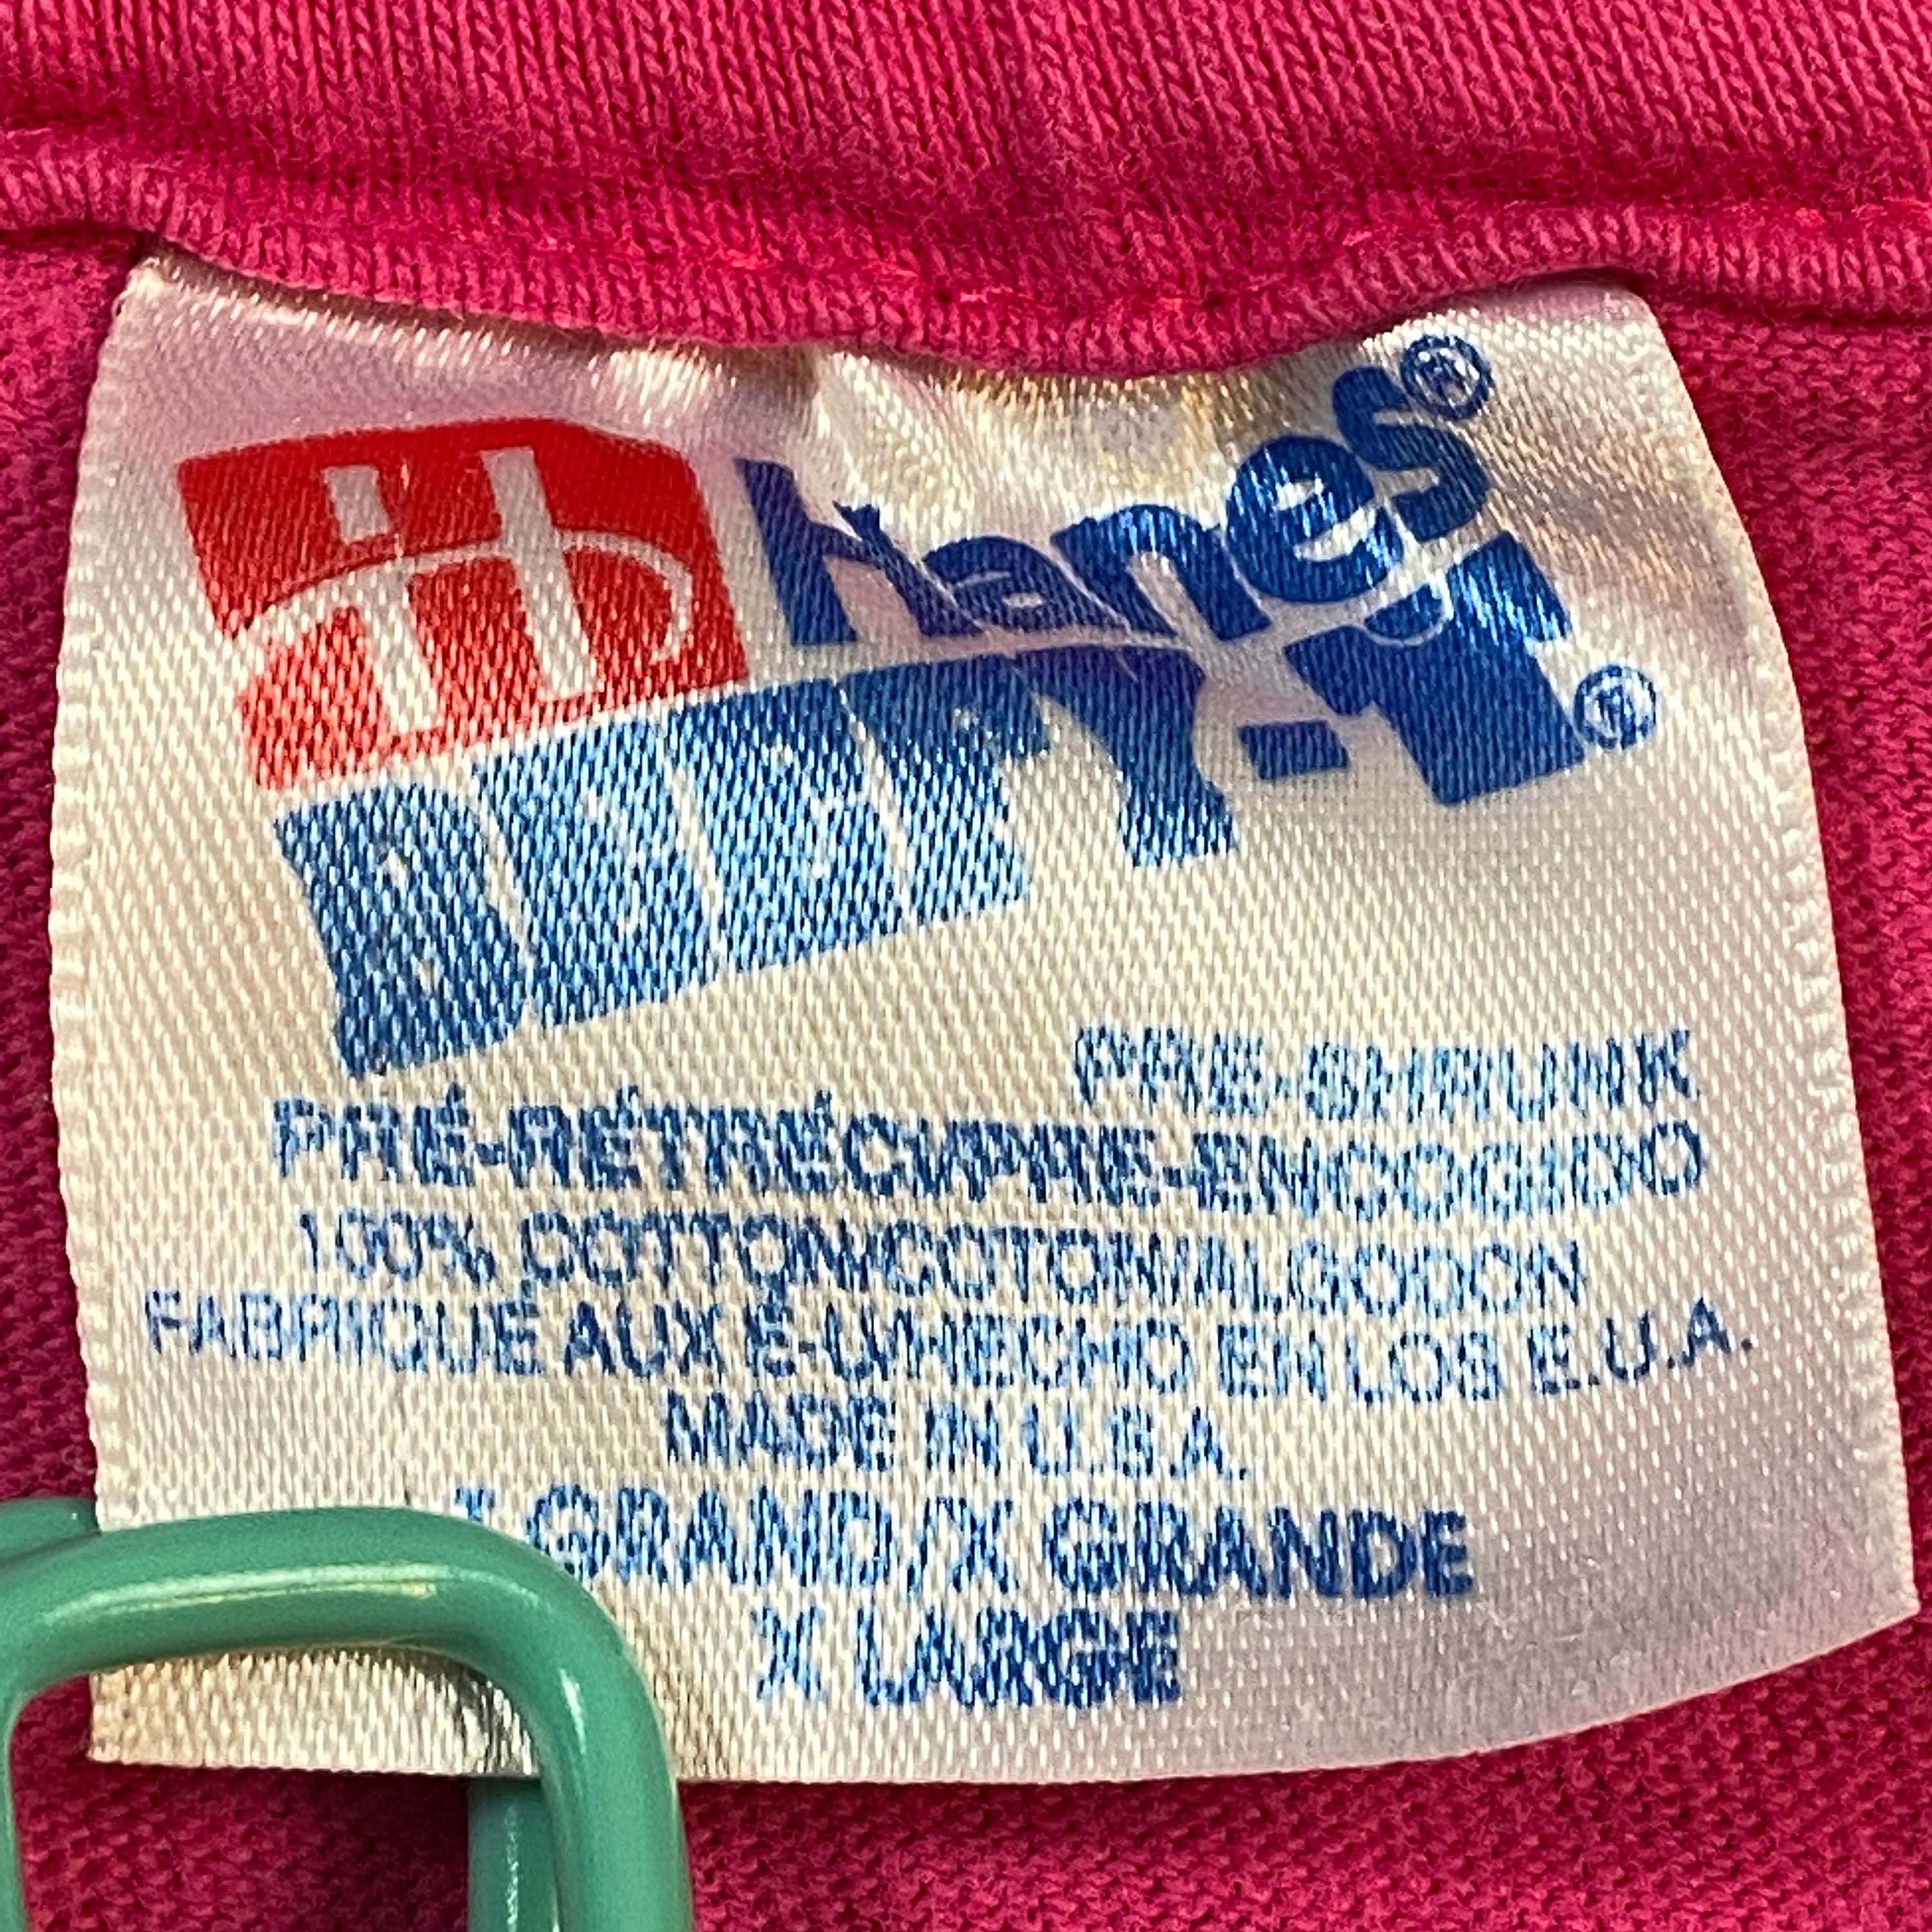 Hanes®
BEEFY-T®
PRE-SHRUNK
PRÉ-RÉTRÉCI/PRE-ENCOGIDO
100% COTTON/COTON/ALGODON
FABRIQUÉ AUX É-U/HECHO EN LOS E.U.A.
MADE IN U.S.A.
T GRAND/X GRANDE
X LARGE